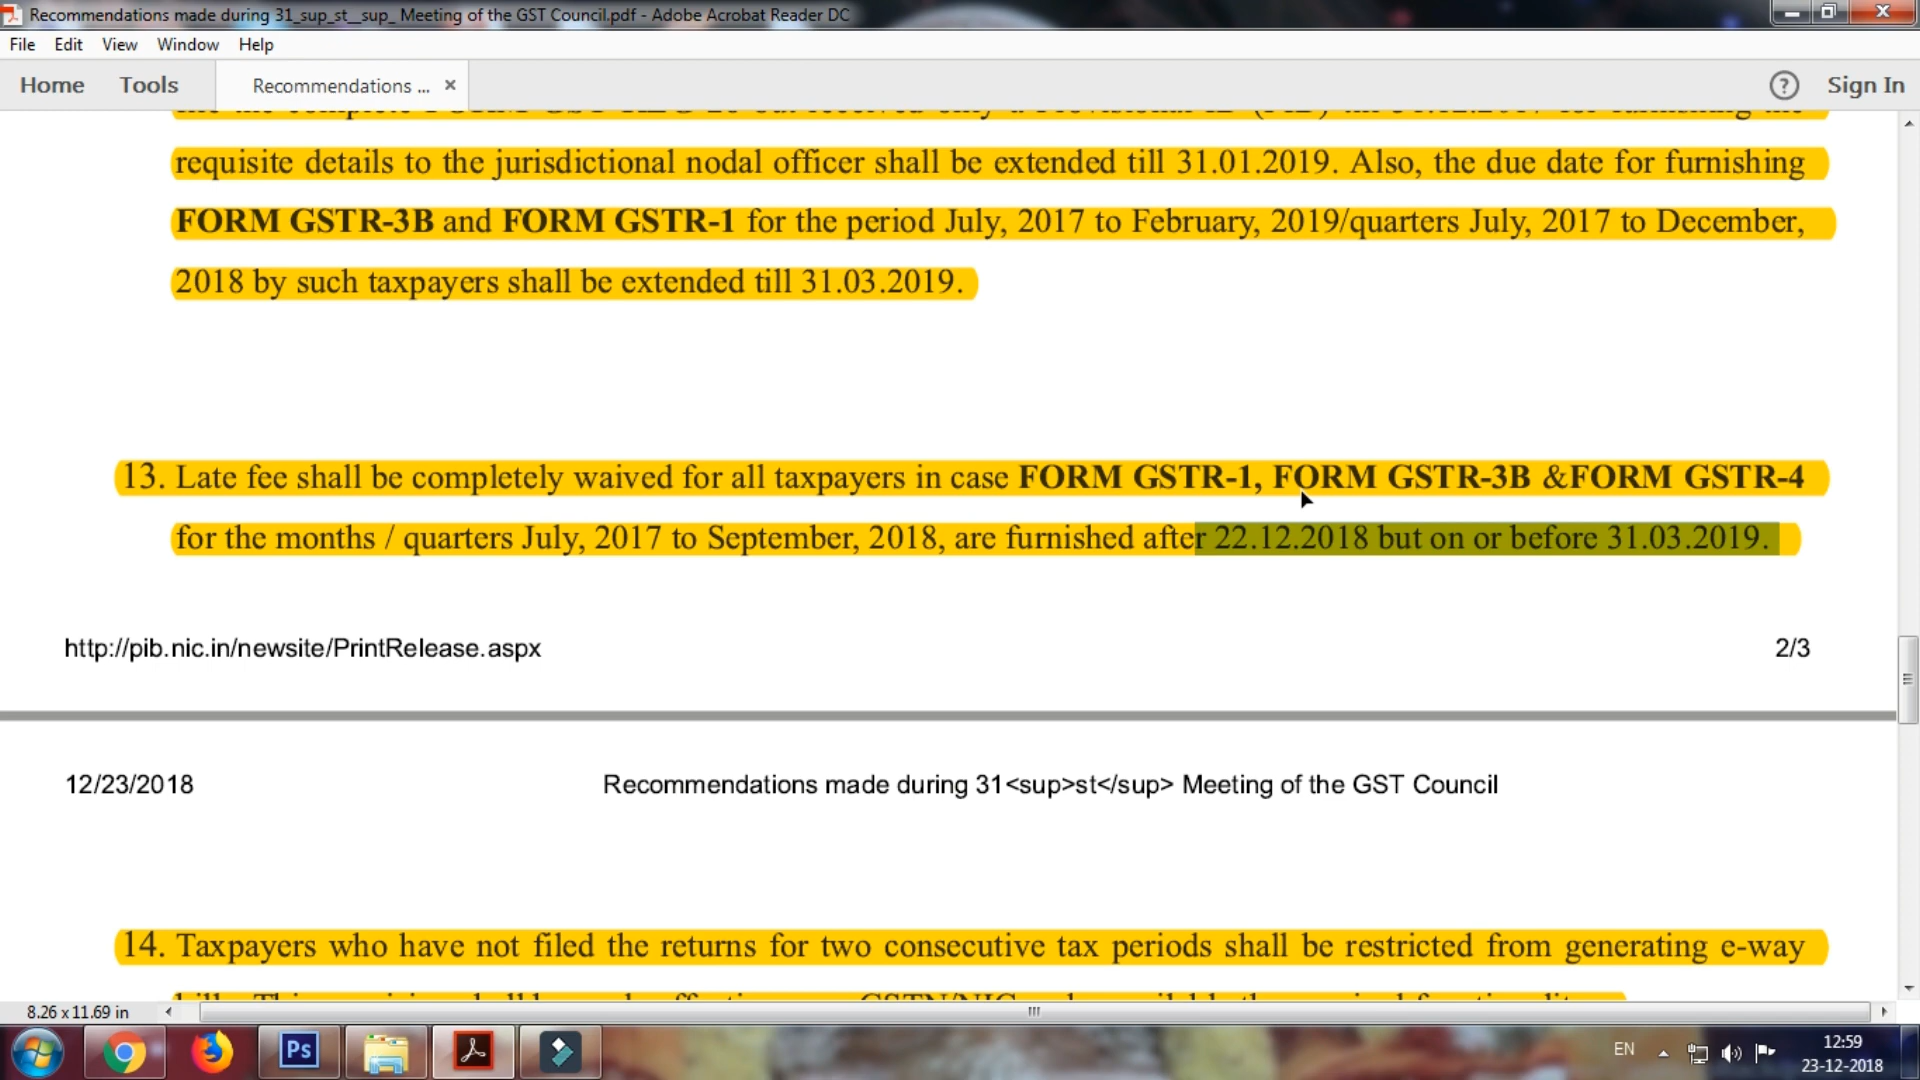 Recommendations made during 31_sup_st__sup_ Meeting of the GST Council.pdf - Adobe Acrobat Reader DC
File Edit View Window Help
Home Tools Recommendations ... × ? Sign In
requisite details to the jurisdictional nodal officer shall be extended till 31.01.2019. Also, the due date for furnishing
FORM GSTR-3B and FORM GSTR-1 for the period July, 2017 to February, 2019/quarters July, 2017 to December,
2018 by such taxpayers shall be extended till 31.03.2019.
13. Late fee shall be completely waived for all taxpayers in case FORM GSTR-1, FORM GSTR-3B &FORM GSTR-4
for the months / quarters July, 2017 to September, 2018, are furnished after 22.12.2018 but on or before 31.03.2019.
http://pib.nic.in/newsite/PrintRelease.aspx 2/3
12/23/2018 Recommendations made during 31<sup>st</sup> Meeting of the GST Council
14. Taxpayers who have not filed the returns for two consecutive tax periods shall be restricted from generating e-way
8.26 x 11.69 in
Ps
EN
12:59
23-12-2018